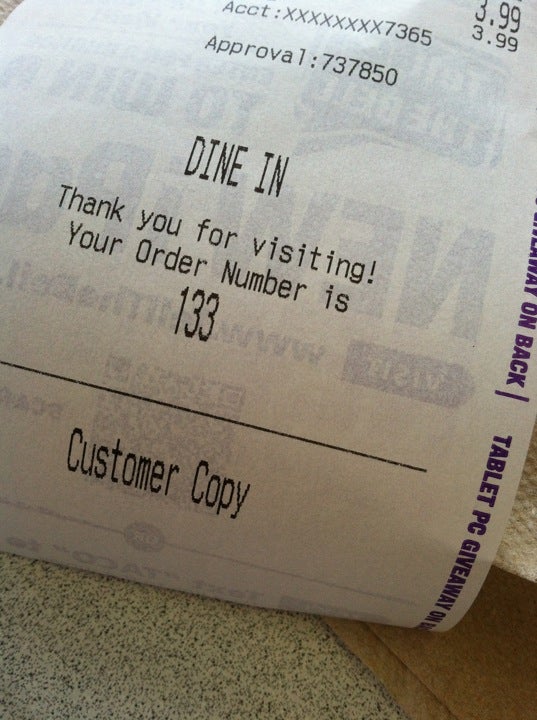 3.99
Acct:XXXXXXXX7365 3.99
Approval:737850
DINE IN
Thank you for visiting!
Your Order Number is
133
Customer Copy
ON BACK | TABLET PC GIVEAWAY ON